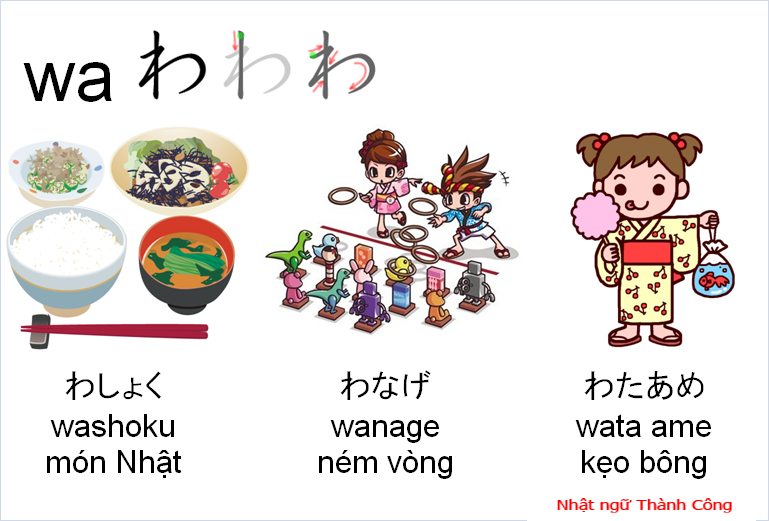 wa わ わ わ
わしょく
washoku
món Nhật
わなげ
wanage
ném vòng
わたあめ
wata ame
kẹo bông
Nhật ngữ Thành Công